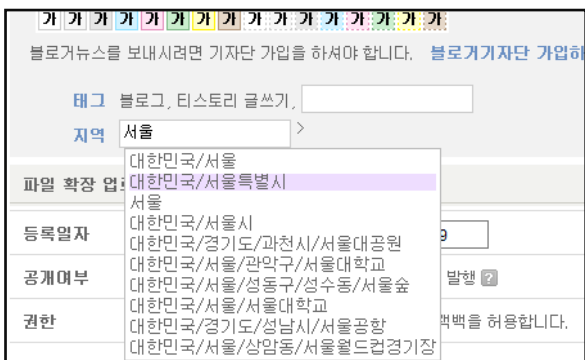 가 가 가 가 가 가 가 가 가 가 가 가 가 가 가 가
블로거뉴스를 보내시려면 기자단 가입을 하셔야 합니다. 블로거기자단 가입하
태그 블로그, 티스토리 글쓰기,
지역 서울 >
대한민국/서울
파일 확장 업 대한민국/서울특별시
서울
대한민국/서울시
등록일자 대한민국/경기도/과천시/서울대공원 9
대한민국/서울/관악구/서울대학교
공개여부 대한민국/서울/성동구/성수동/서울숲 발행 ?
대한민국/서울/서울대학교
권한 대한민국/경기도/성남시/서울공항 백을 허용합니다.
대한민국/서울/상암동/서울월드컵경기장